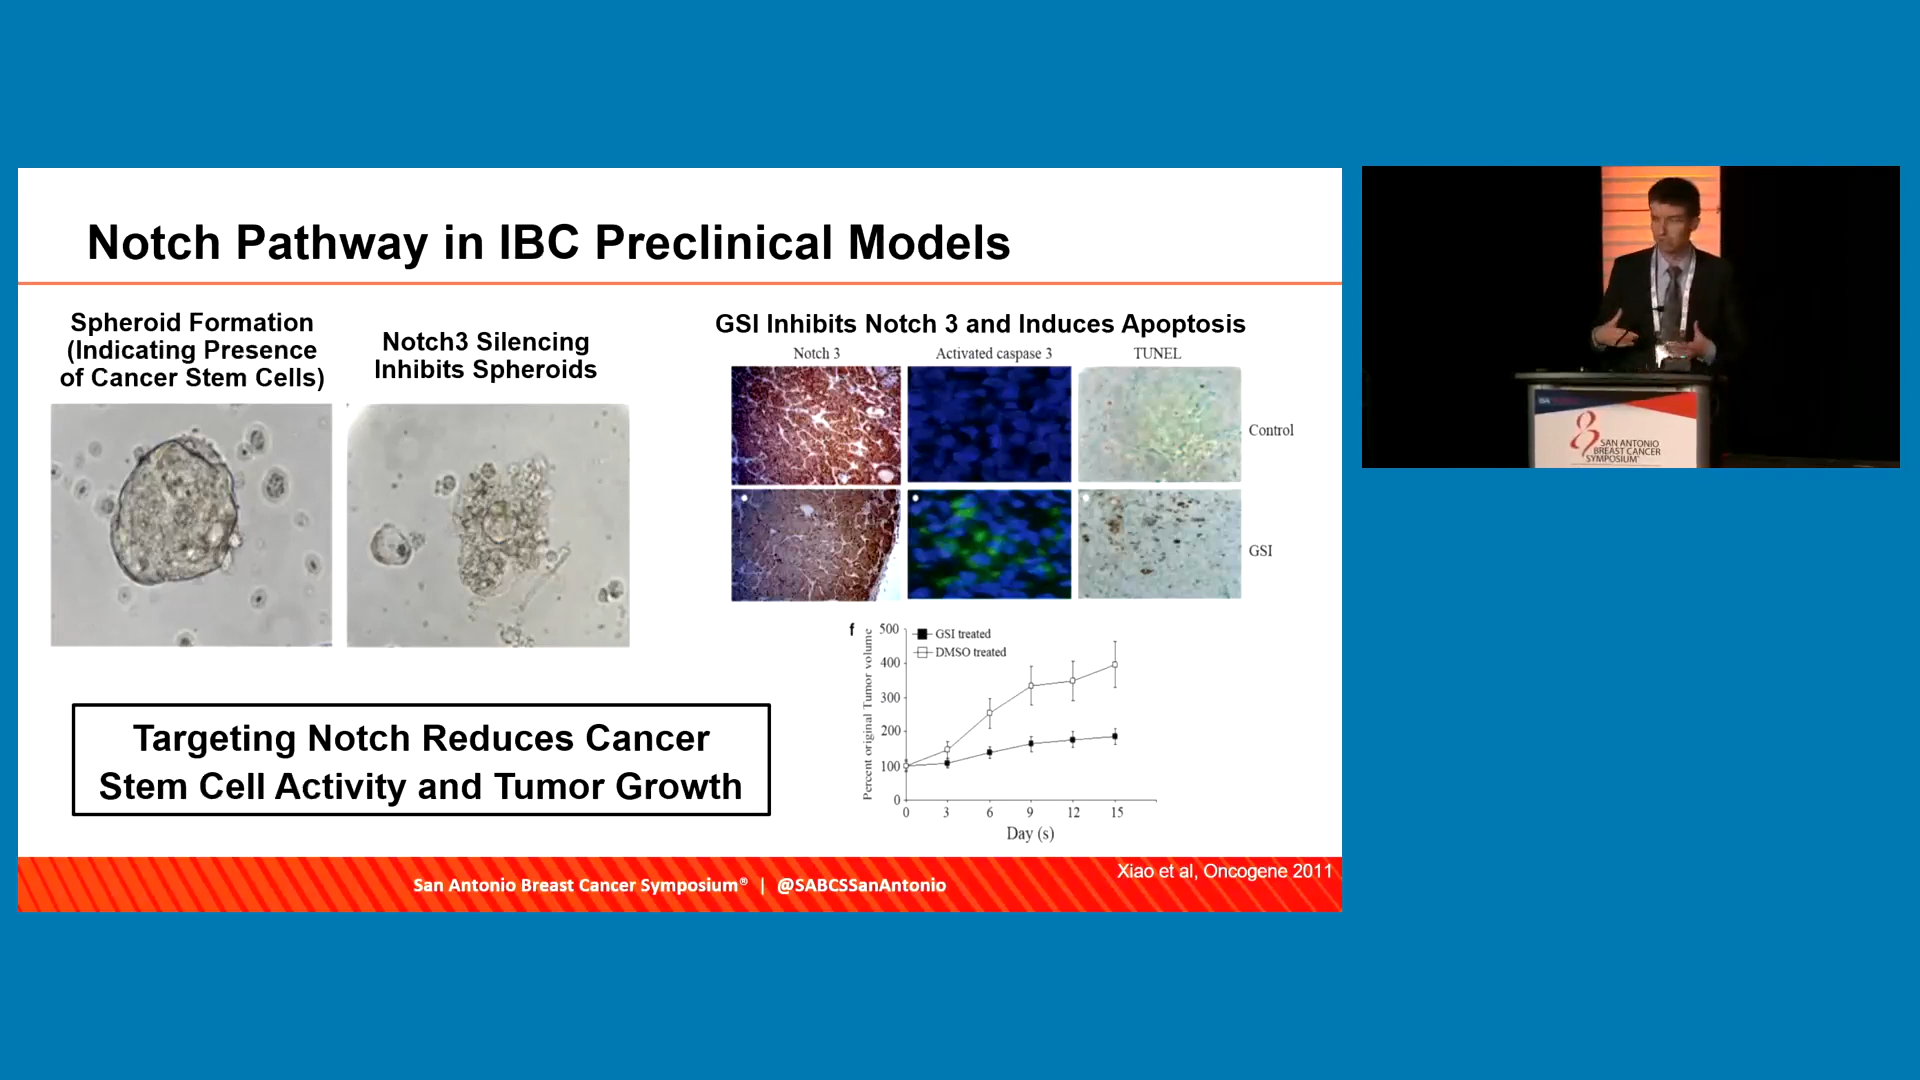 Notch Pathway in IBC Preclinical Models
Spheroid Formation
(Indicating Presence
of Cancer Stem Cells)
Notch3 Silencing
Inhibits Spheroids
GSI Inhibits Notch 3 and Induces Apoptosis
Notch 3
Activated caspase 3
TUNEL
Control
GSI
f
Percent original Tumor volume
500
400
300
200
100
0
GSI treated
DMSO treated
0 3 6 9 12 15
Day (s)
Targeting Notch Reduces Cancer
Stem Cell Activity and Tumor Growth
Xiao et al, Oncogene 2011
San Antonio Breast Cancer Symposium® | @SABCSSanAntonio
SAN ANTONIO
BREAST CANCER
SYMPOSIUM